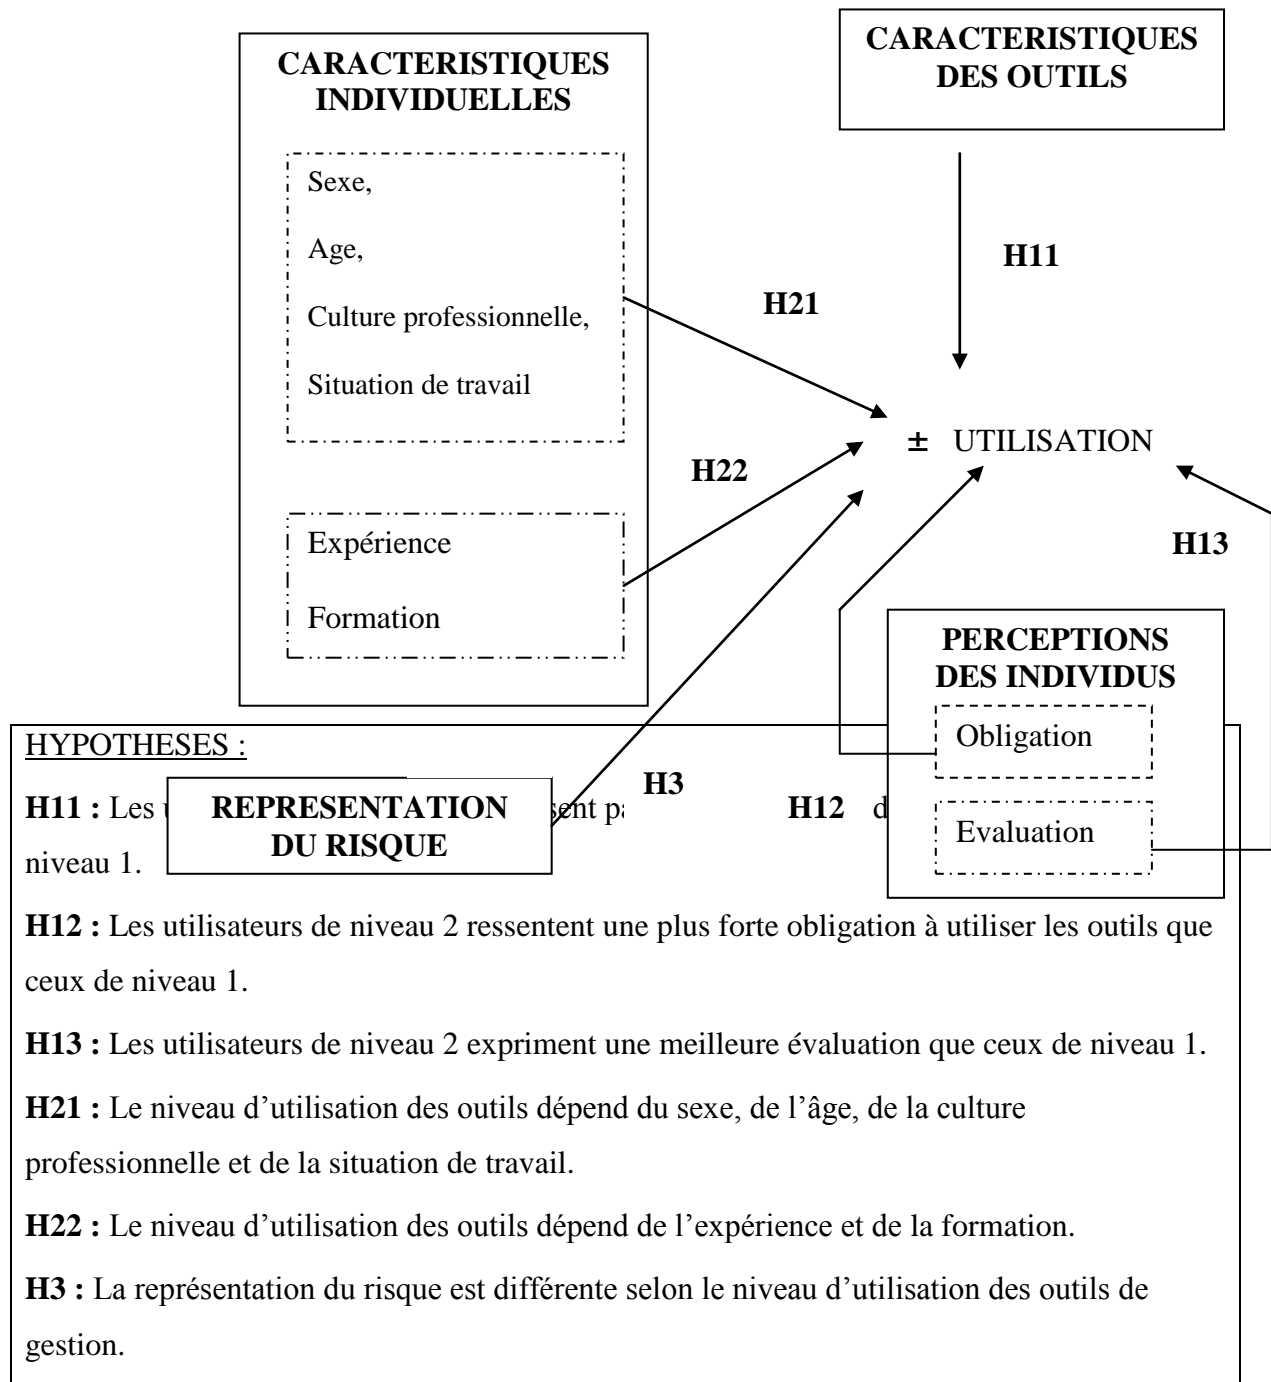 CARACTERISTIQUES
INDIVIDUELLES
Sexe,
Age,
Culture professionnelle,
Situation de travail
Expérience
Formation
CARACTERISTIQUES
DES OUTILS
H11
H21
± UTILISATION
H22
H13
PERCEPTIONS
DES INDIVIDUS
Obligation
Evaluation
H3
H12
REPRESENTATION
DU RISQUE
HYPOTHESES :
H11 : Les
niveau 1.
H12 : Les utilisateurs de niveau 2 ressentent une plus forte obligation à utiliser les outils que
ceux de niveau 1.
H13 : Les utilisateurs de niveau 2 expriment une meilleure évaluation que ceux de niveau 1.
H21 : Le niveau d’utilisation des outils dépend du sexe, de l’âge, de la culture
professionnelle et de la situation de travail.
H22 : Le niveau d’utilisation des outils dépend de l’expérience et de la formation.
H3 : La représentation du risque est différente selon le niveau d’utilisation des outils de
gestion.